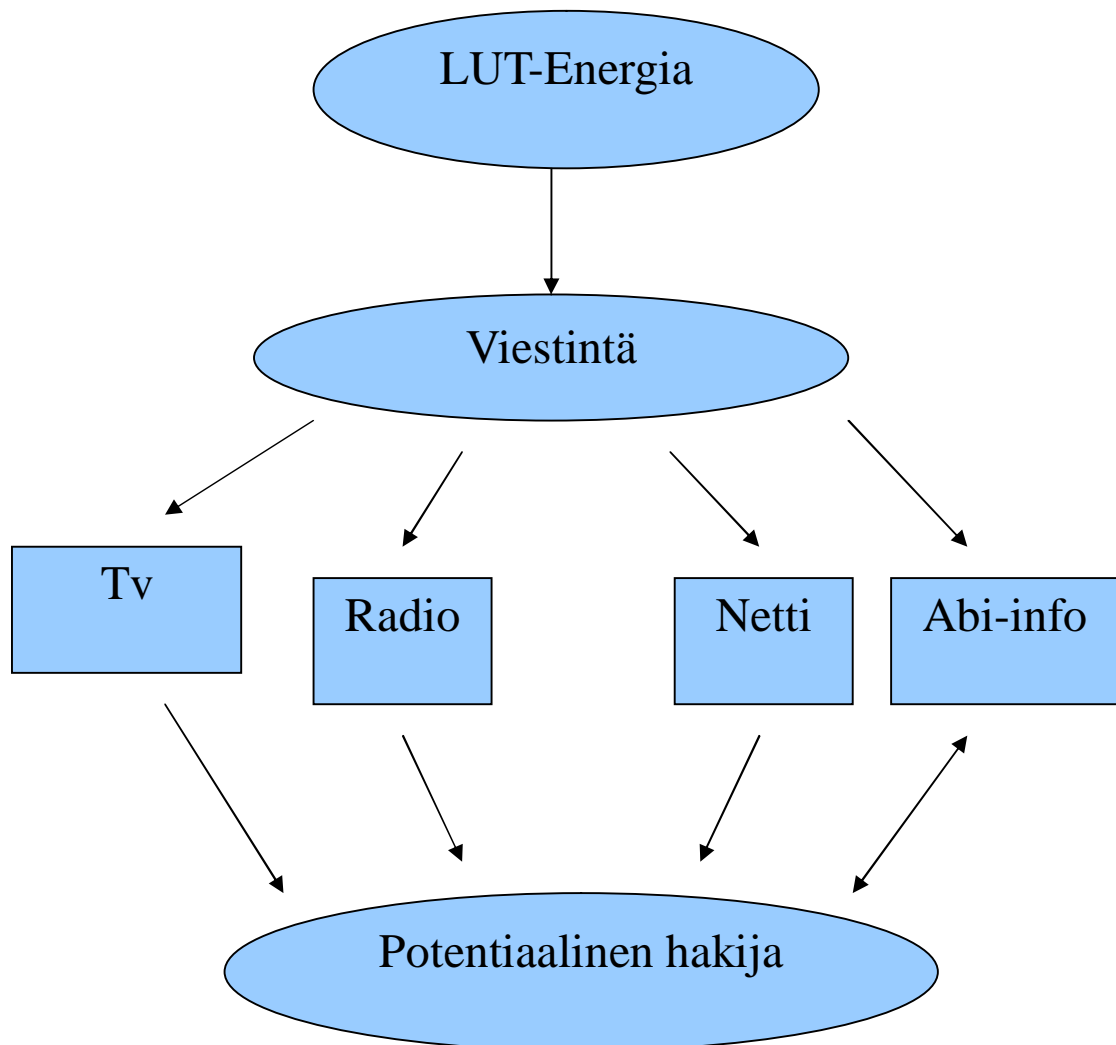 LUT-Energia
Viestintä
Tv
Radio
Netti
Abi-info
Potentiaalinen hakija